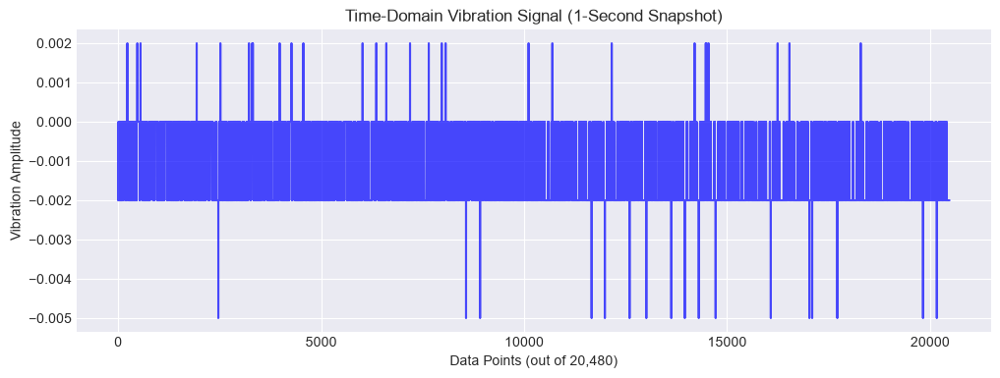 Time-Domain Vibration Signal (1-Second Snapshot)
0.002
0.001
0.000
−0.001
−0.002
−0.003
−0.004
−0.005
Vibration Amplitude
0 5000 10000 15000 20000
Data Points (out of 20,480)